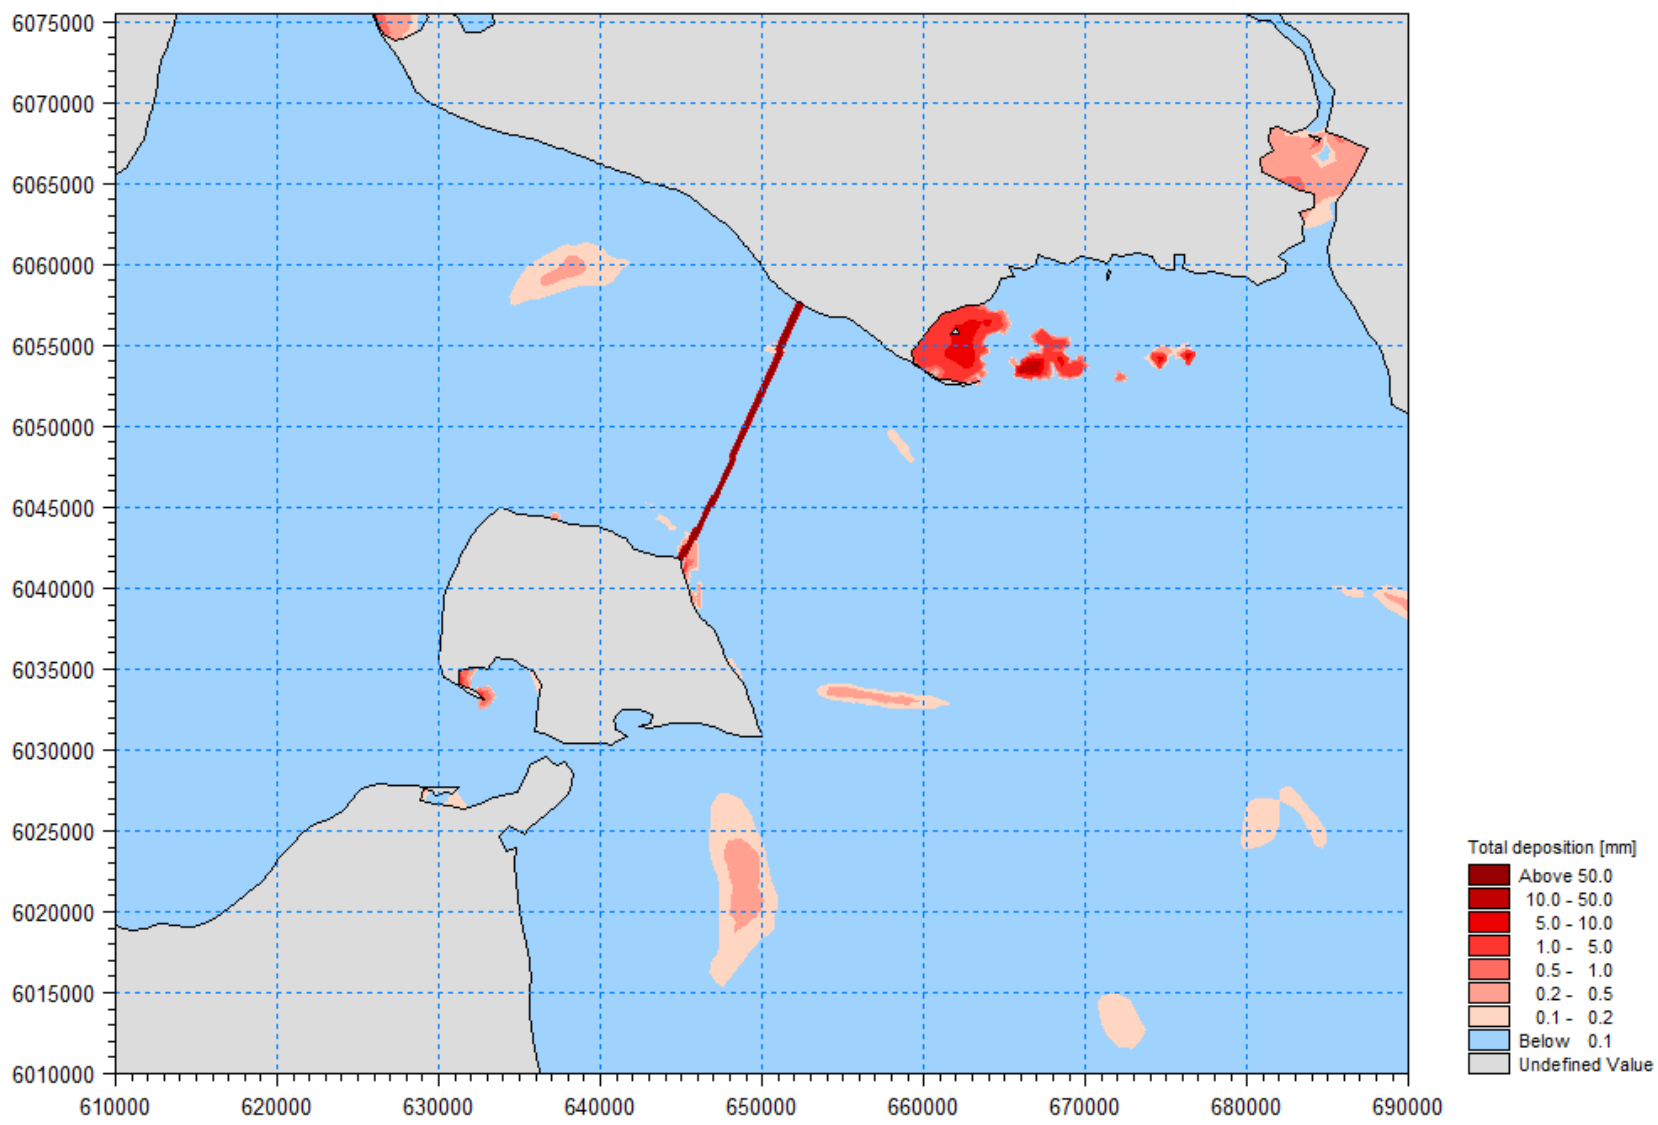 6075000
6070000
6065000
6060000
6055000
6050000
6045000
6040000
6035000
6030000
6025000
6020000
6015000
6010000
610000 620000 630000 640000 650000 660000 670000 680000 690000
Total deposition [mm]
Above 50.0
10.0 - 50.0
5.0 - 10.0
1.0 - 5.0
0.5 - 1.0
0.2 - 0.5
0.1 - 0.2
Below 0.1
Undefined Value